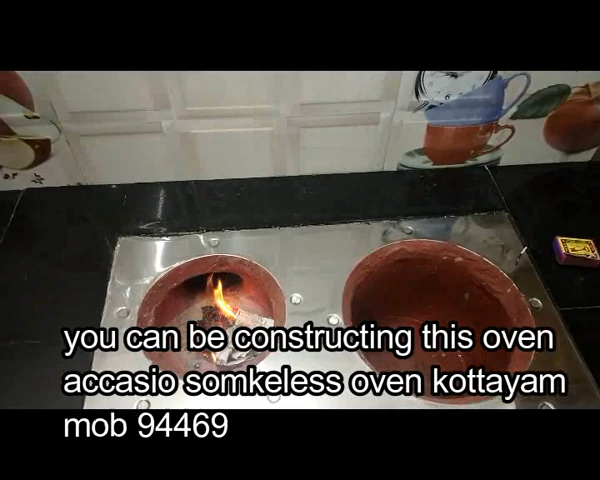 you can be constructing this oven
accasio somkeless oven kottayam
mob 94469